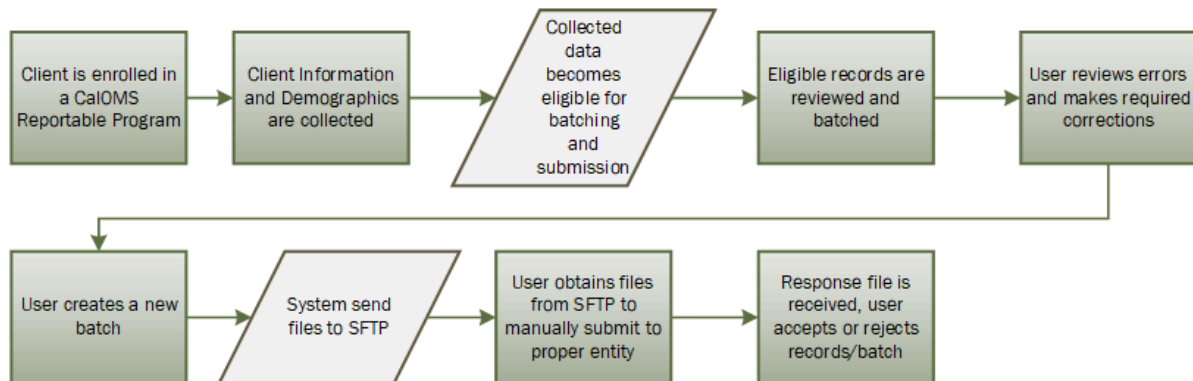 Client is enrolled in
a CalOMS
Reportable Program
Client Information
and Demographics
are collected
Collected
data
becomes
eligible for
batching
and
submission
Eligible records are
reviewed and
batched
User reviews errors
and makes required
corrections
User creates a new
batch
System send
files to SFTP
User obtains files
from SFTP to
manually submit to
proper entity
Response file is
received, user
accepts or rejects
records/batch